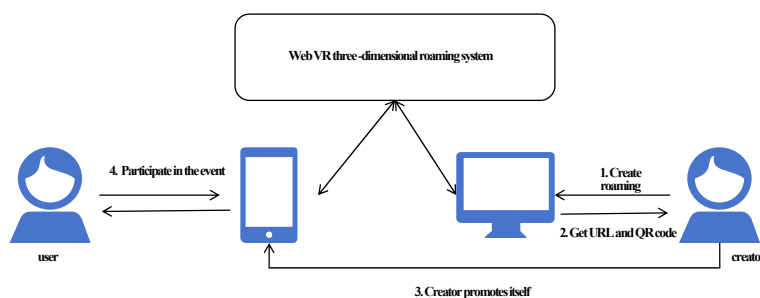 Web VR three-dimensional roaming system
4. Participate in the event
1. Create
roaming
2. Get URL and QR code
user
creator
3. Creator promotes itself